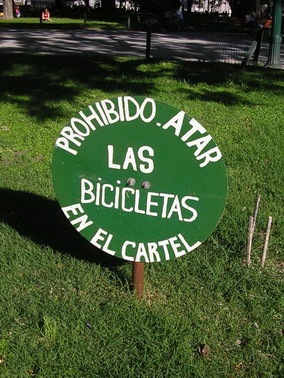 PROHIBIDO-ATAR
LAS
BICICLETAS
EN EL CARTEL